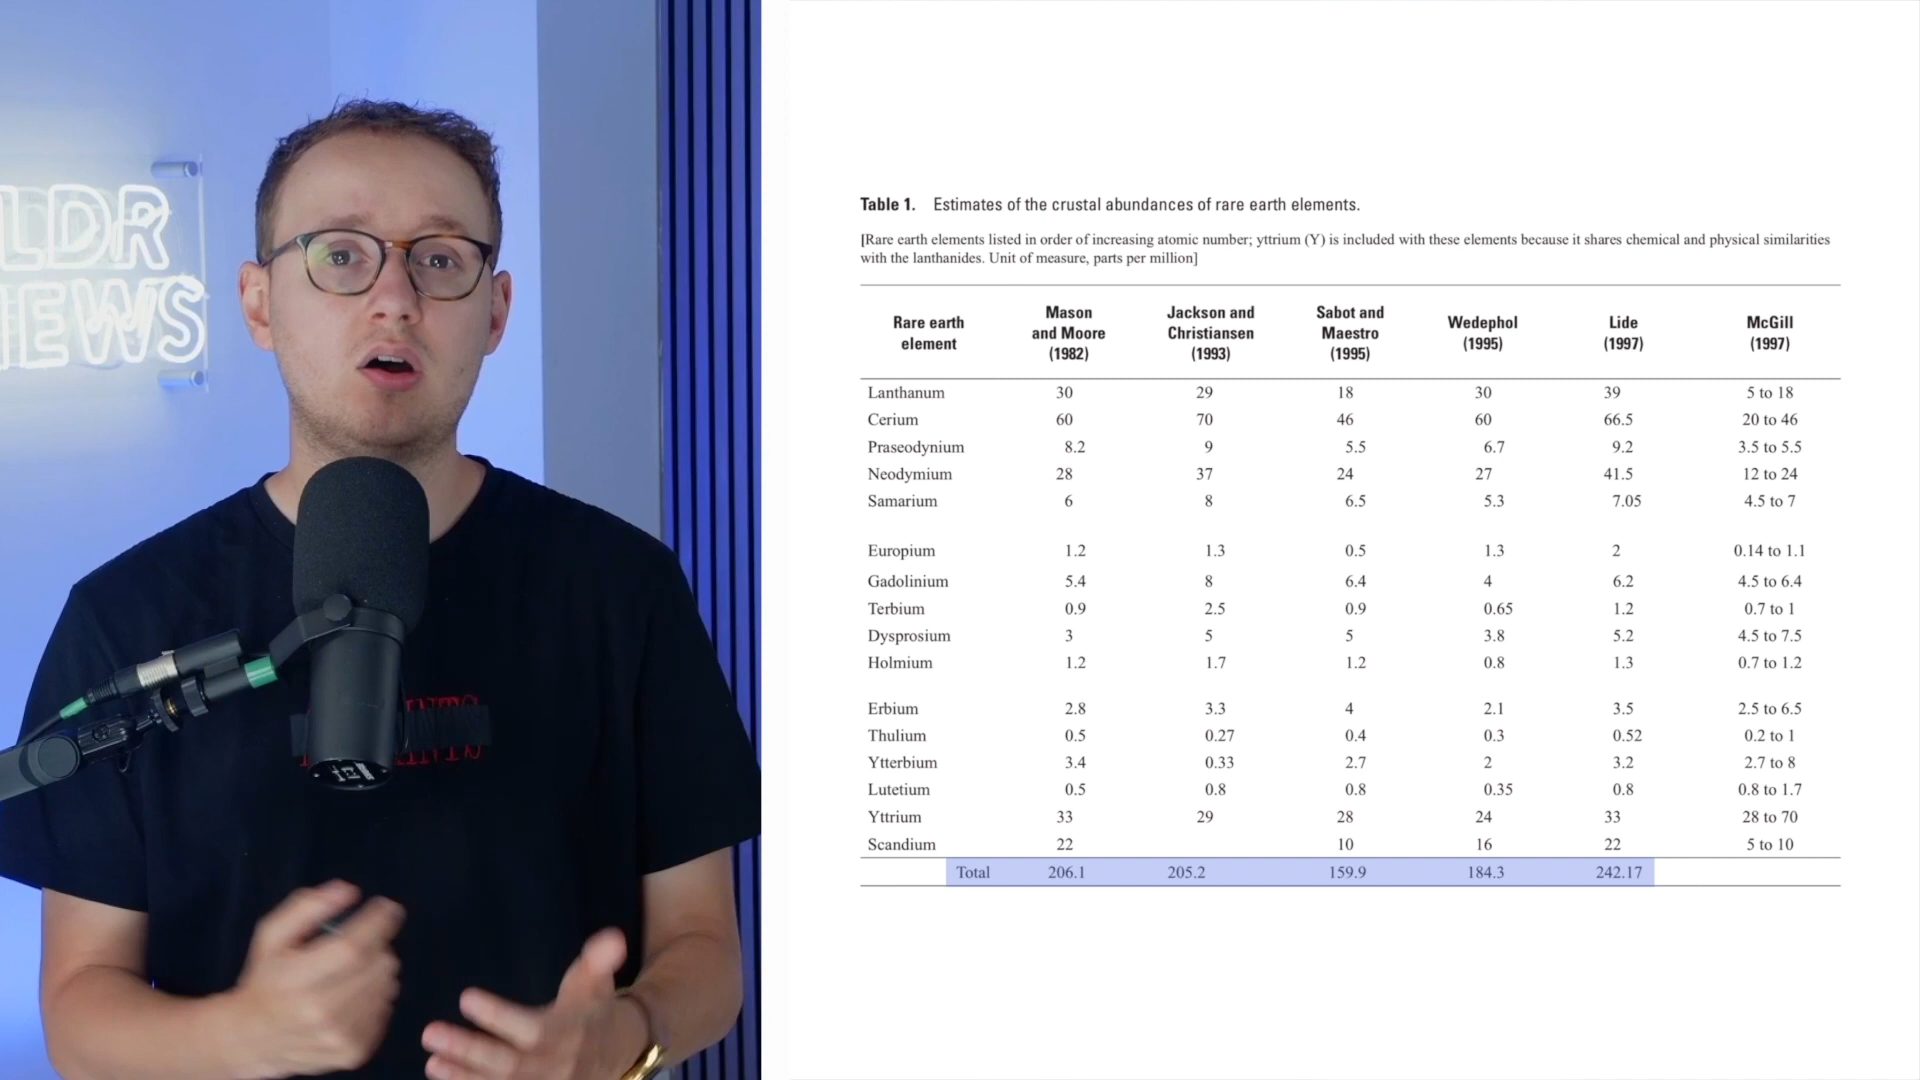 LDR
EWS
INTS
Table 1. Estimates of the crustal abundances of rare earth elements.
[Rare earth elements listed in order of increasing atomic number; yttrium (Y) is included with these elements because it shares chemical and physical similarities
with the lanthanides. Unit of measure, parts per million]
Rare earth element Mason and Moore (1982) Jackson and Christiansen (1993) Sabot and Maestro (1995) Wedephol (1995) Lide (1997) McGill (1997)
Lanthanum 30 29 18 30 39 5 to 18
Cerium 60 70 46 60 66.5 20 to 46
Praseodynium 8.2 9 5.5 6.7 9.2 3.5 to 5.5
Neodymium 28 37 24 27 41.5 12 to 24
Samarium 6 8 6.5 5.3 7.05 4.5 to 7
Europium 1.2 1.3 0.5 1.3 2 0.14 to 1.1
Gadolinium 5.4 8 6.4 4 6.2 4.5 to 6.4
Terbium 0.9 2.5 0.9 0.65 1.2 0.7 to 1
Dysprosium 3 5 5 3.8 5.2 4.5 to 7.5
Holmium 1.2 1.7 1.2 0.8 1.3 0.7 to 1.2
Erbium 2.8 3.3 4 2.1 3.5 2.5 to 6.5
Thulium 0.5 0.27 0.4 0.3 0.52 0.2 to 1
Ytterbium 3.4 0.33 2.7 2 3.2 2.7 to 8
Lutetium 0.5 0.8 0.8 0.35 0.8 0.8 to 1.7
Yttrium 33 29 28 24 33 28 to 70
Scandium 22 10 16 22 5 to 10
Total 206.1 205.2 159.9 184.3 242.17